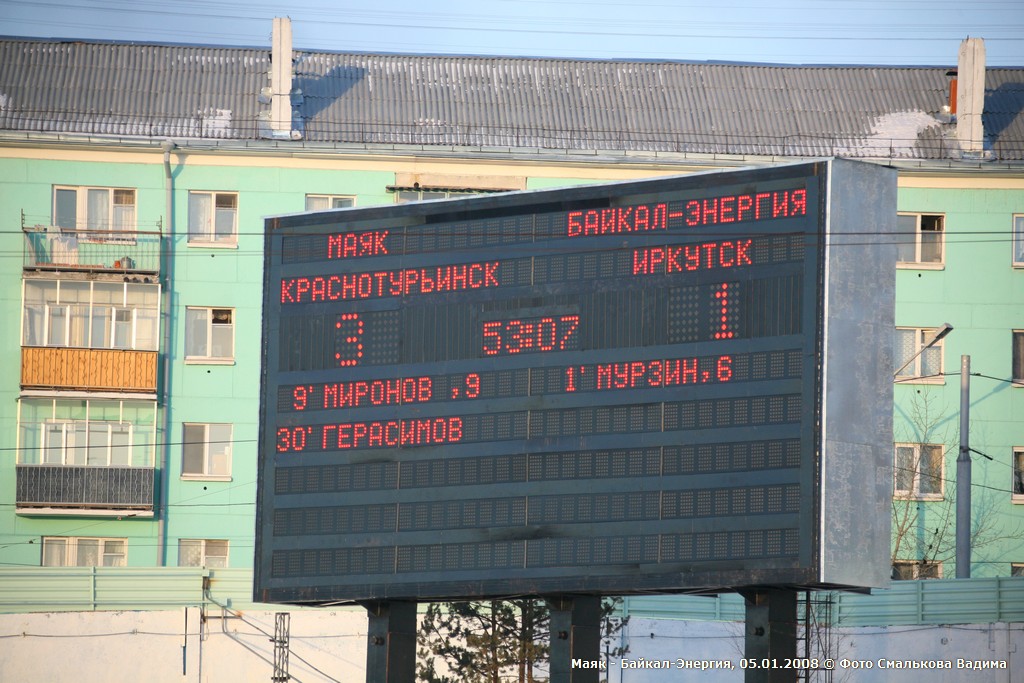 МАЯК БАЙКАЛ-ЭНЕРГИЯ
КРАСНОТУРЬИНСК ИРКУТСК
3 53:07 1
9' МИРОНОВ ,9 1' МУРЗИН,6
30' ГЕРАСИМОВ
Маяк - Байкал-Энергия, 05.01.2008 © Фото Смалькова Вадима